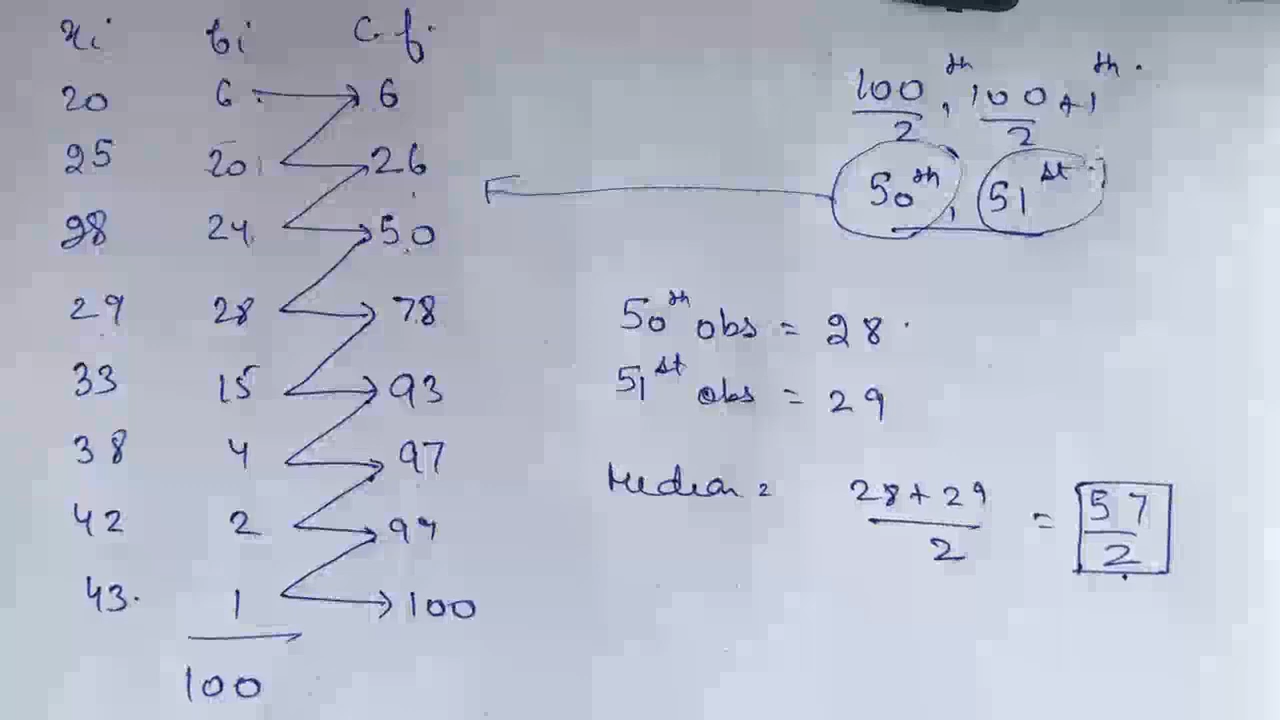 xi fi c.f.
20 6 6
25 20 26
28 24 50
29 28 78
33 15 93
38 4 97
42 2 99
43. 1 100
100
100/2 th, 100/2 +1 th.
50th, 51st
50th obs = 28
51st obs = 29
Median = 28+29/2 = 57/2